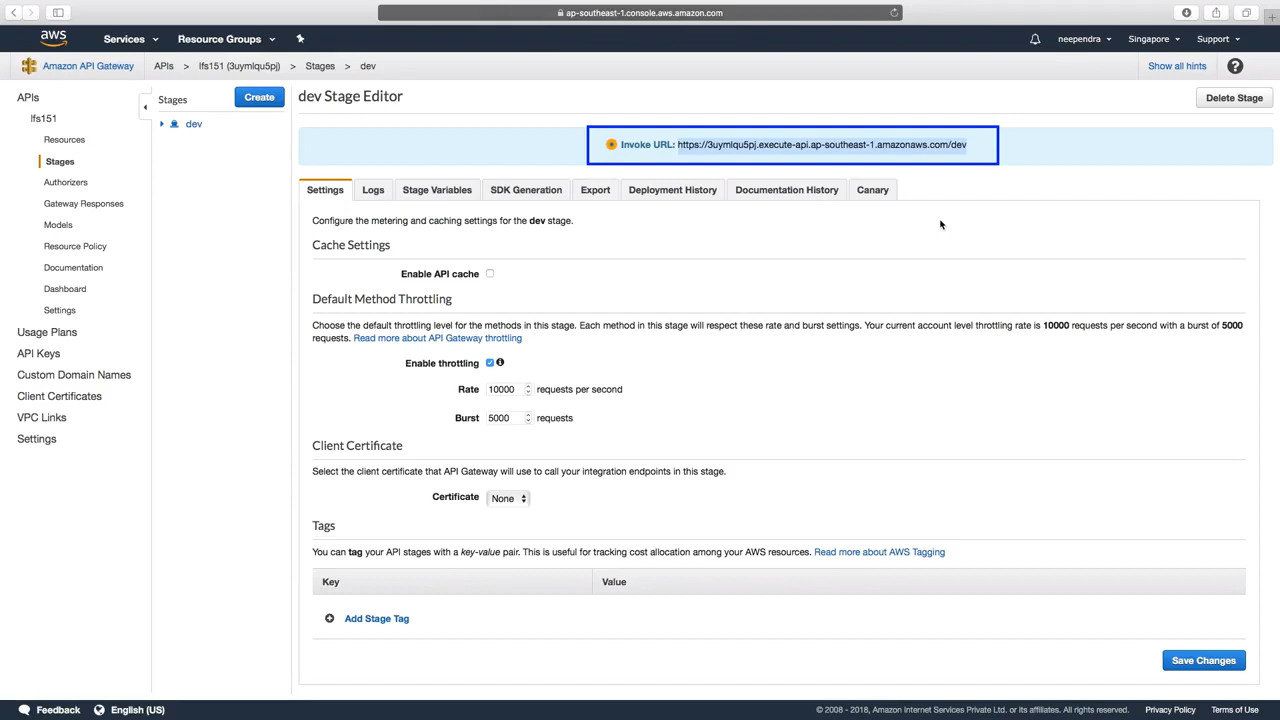 ap-southeast-1.console.aws.amazon.com
aws
Services
Resource Groups
neependra
Singapore
Support
Amazon API Gateway
APIs > lfs151 (3uymlqu5pj) > Stages > dev
Show all hints
APIs
lfs151
Resources
Stages
Authorizers
Gateway Responses
Models
Resource Policy
Documentation
Dashboard
Settings
Usage Plans
API Keys
Custom Domain Names
Client Certificates
VPC Links
Settings
Stages
Create
dev
dev Stage Editor
Delete Stage
Invoke URL: https://3uymlqu5pj.execute-api.ap-southeast-1.amazonaws.com/dev
Settings
Logs
Stage Variables
SDK Generation
Export
Deployment History
Documentation History
Canary
Configure the metering and caching settings for the dev stage.
Cache Settings
Enable API cache
Default Method Throttling
Choose the default throttling level for the methods in this stage. Each method in this stage will respect these rate and burst settings. Your current account level throttling rate is 10000 requests per second with a burst of 5000
requests. Read more about API Gateway throttling
Enable throttling
Rate 10000 requests per second
Burst 5000 requests
Client Certificate
Select the client certificate that API Gateway will use to call your integration endpoints in this stage.
Certificate None
Tags
You can tag your API stages with a key-value pair. This is useful for tracking cost allocation among your AWS resources. Read more about AWS Tagging
Key Value
Add Stage Tag
Save Changes
Feedback
English (US)
© 2008 - 2018, Amazon Internet Services Private Ltd. or its affiliates. All rights reserved.
Privacy Policy
Terms of Use